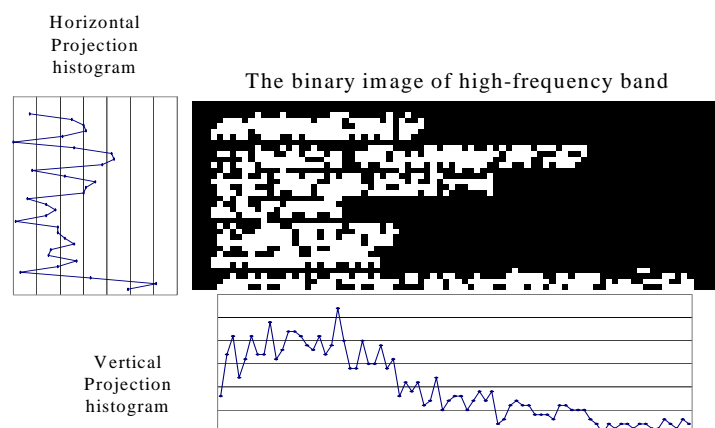 Horizontal
Projection
histogram
The binary image of high-frequency band
Vertical
Projection
histogram